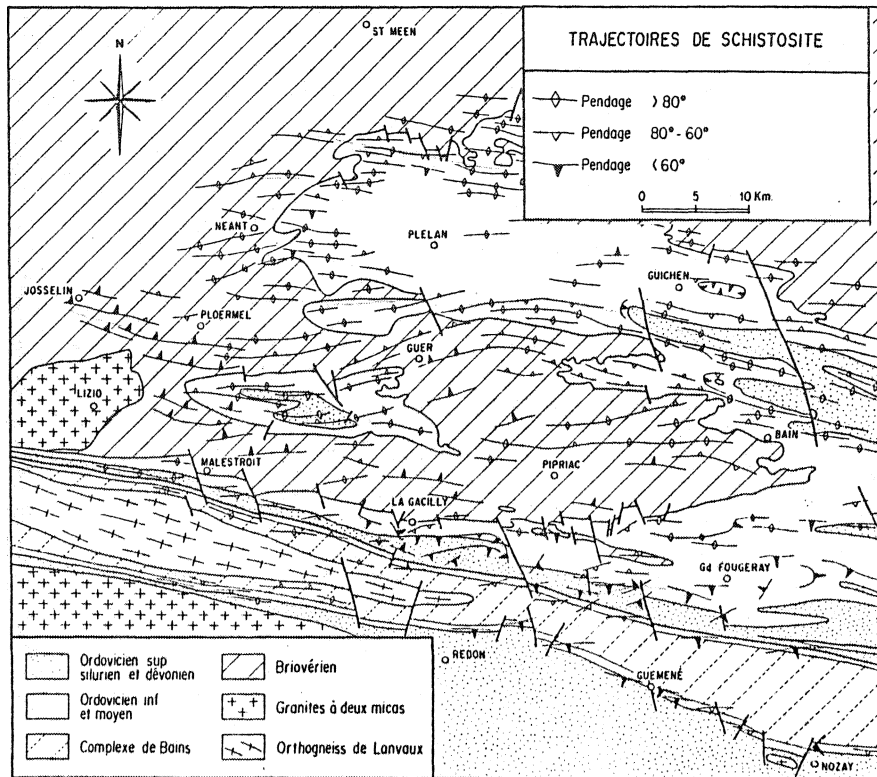 ST MEEN
N
TRAJECTOIRES DE SCHISTOSITE
Pendage > 80°
Pendage 80° - 60°
Pendage < 60°
0 5 10 Km.
NEANT
PLELAN
GUICHEN
JOSSELIN
PLOERMEL
GUER
LIZIO
BAIN
MALESTROIT
PIPRIAC
LA GACILLY
Gd FOUGERAY
REDON
GUEMENÉ
NOZAY
Ordovicien sup
silurien et dévonien
Ordovicien inf
et moyen
Complexe de Bains
Briovérien
Granites à deux micas
Orthogneiss de Lanvaux